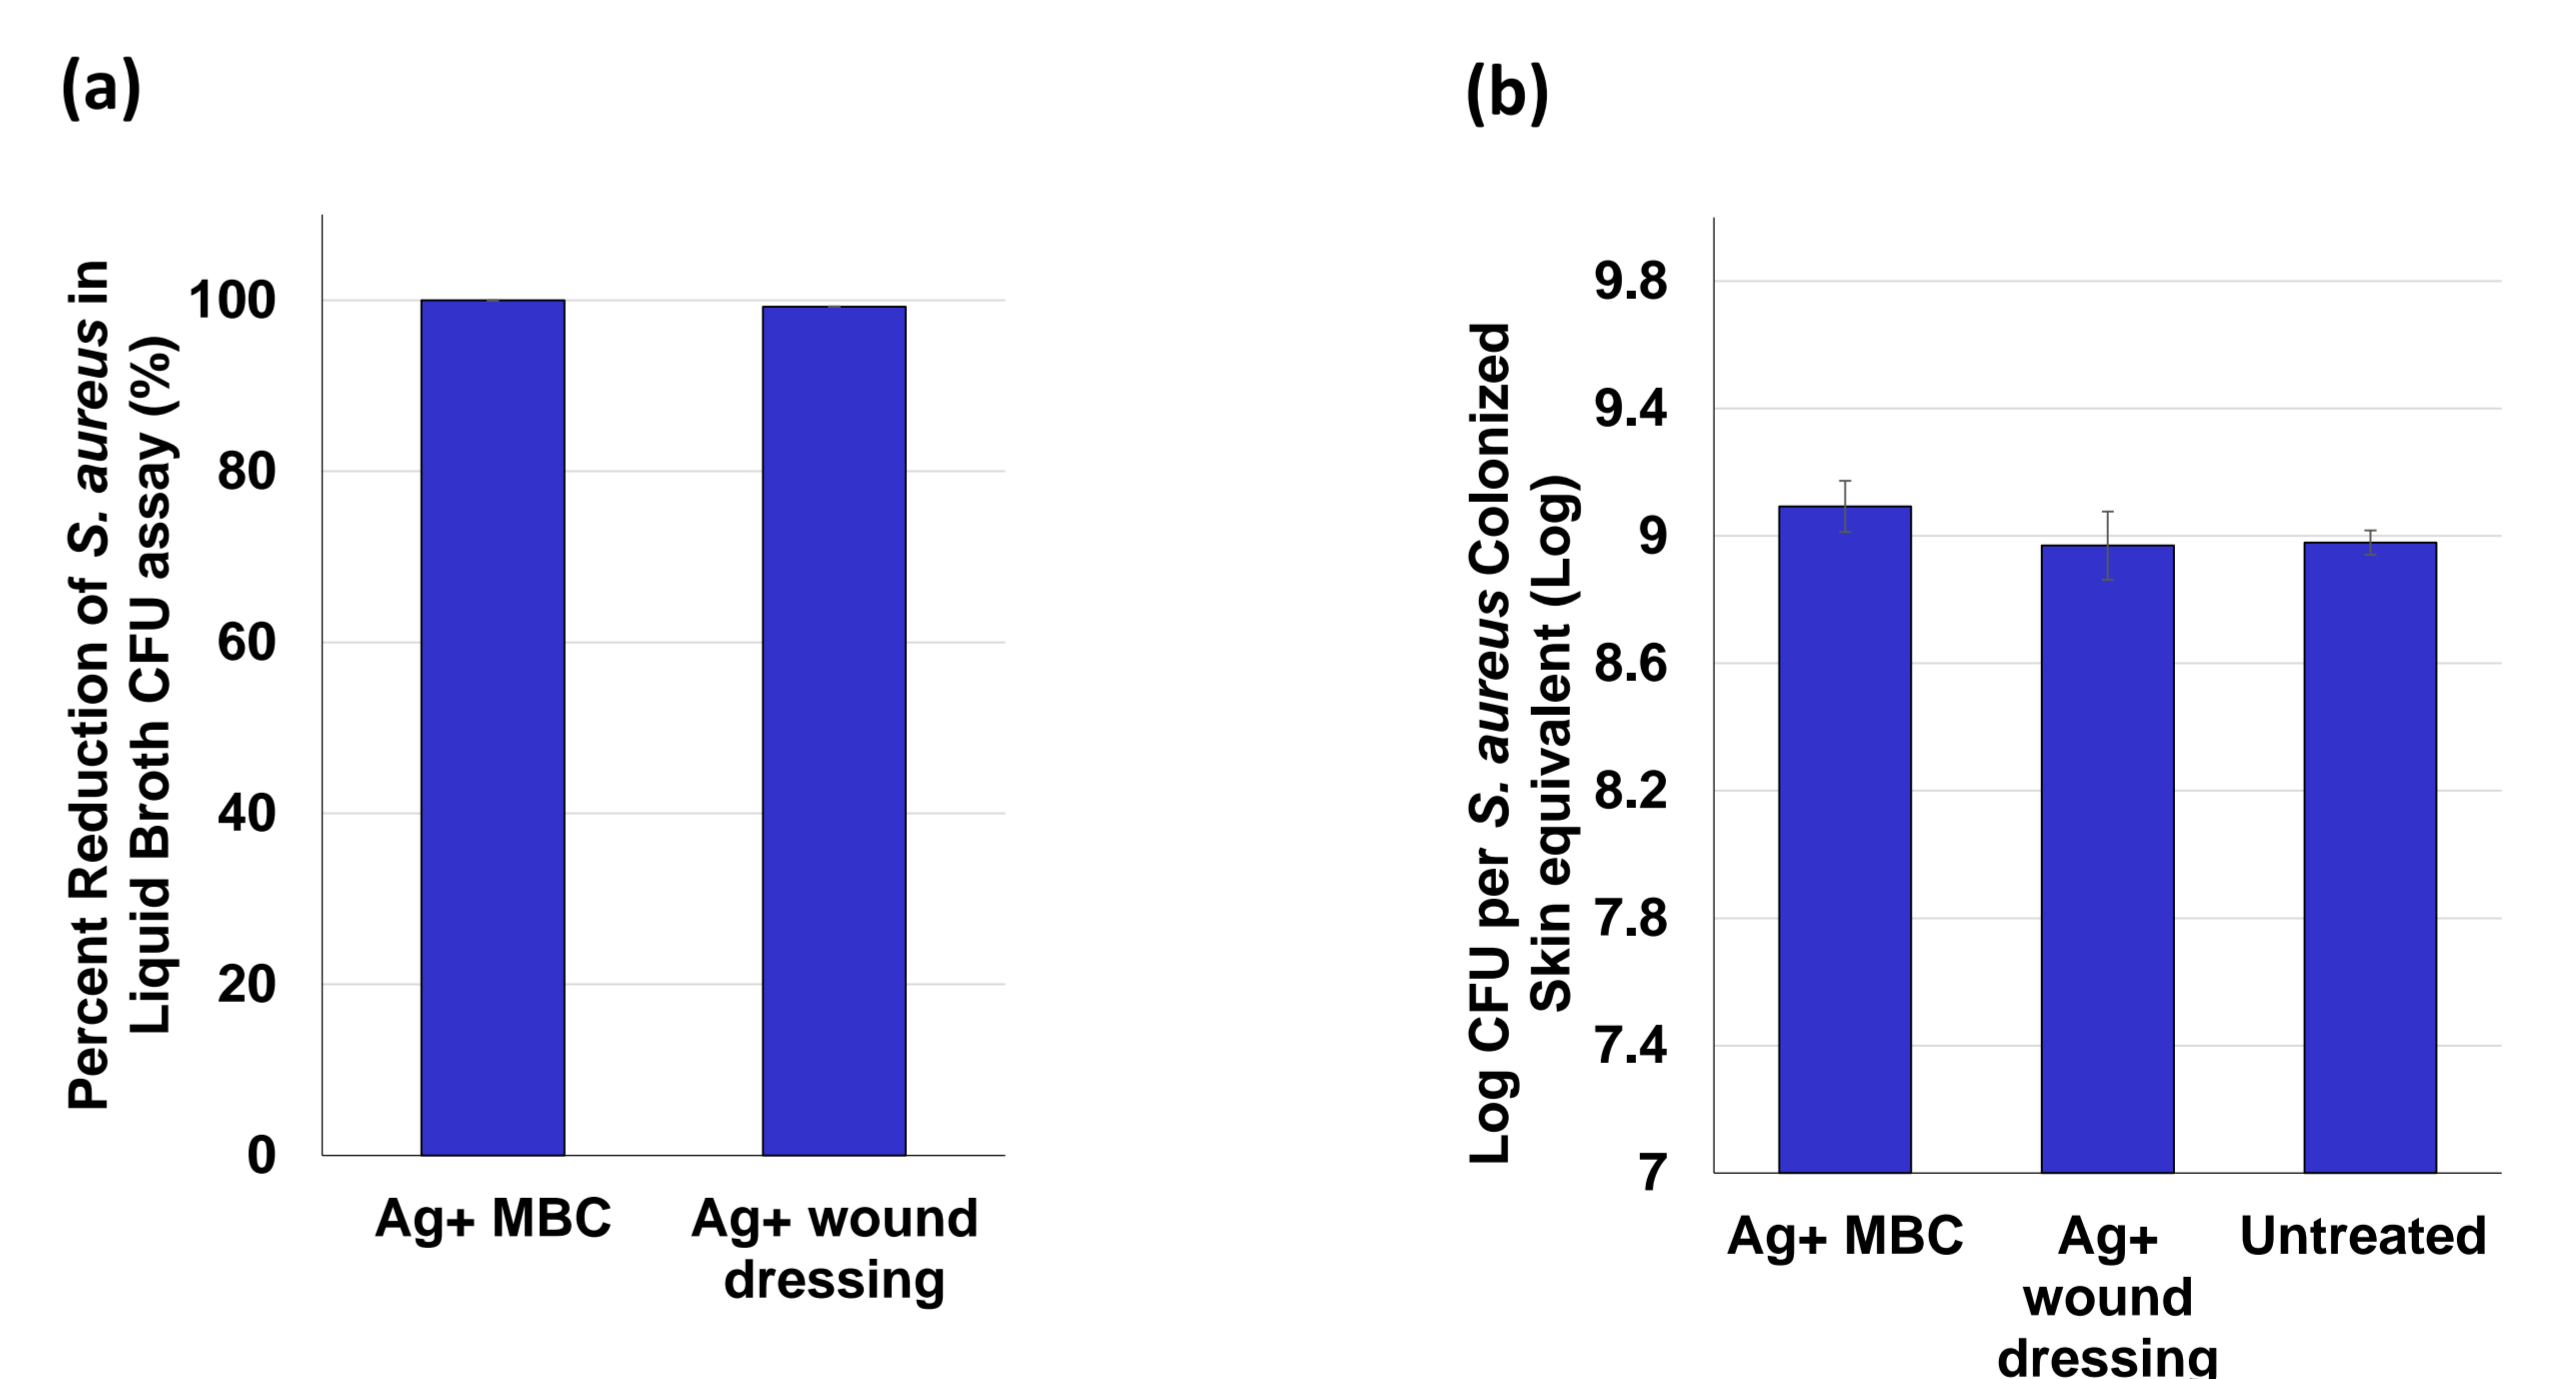 (a)
Percent Reduction of S. aureus in
Liquid Broth CFU assay (%)
100
80
60
40
20
0
Ag+ MBC
Ag+ wound
dressing
(b)
Log CFU per S. aureus Colonized
Skin equivalent (Log)
9.8
9.4
9
8.6
8.2
7.8
7.4
7
Ag+ MBC
Ag+
wound
dressing
Untreated